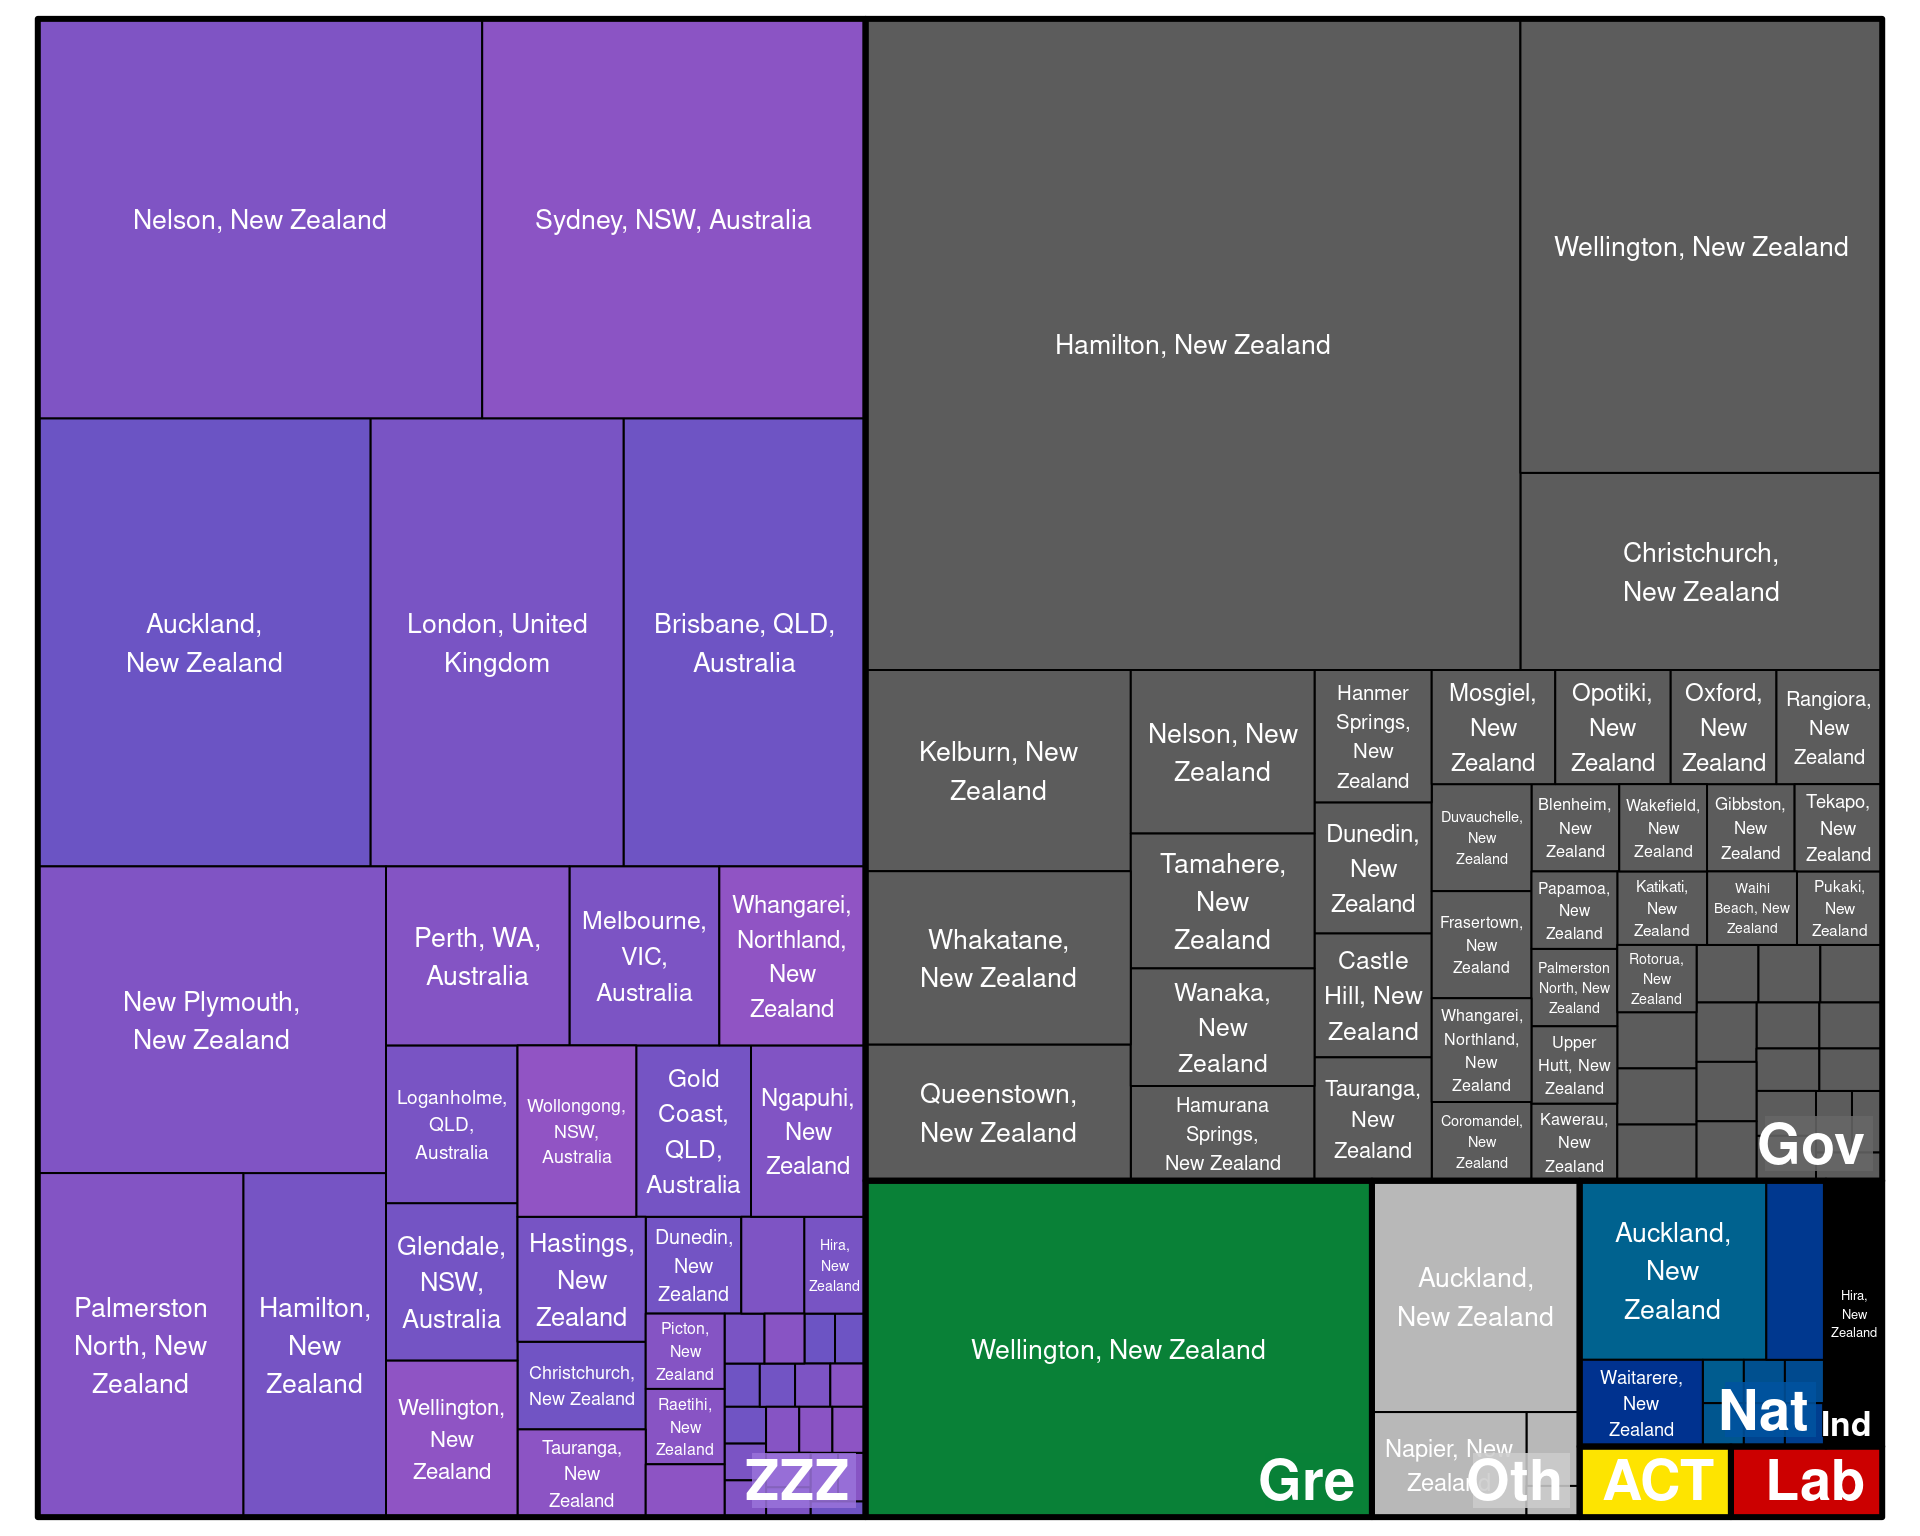 Nelson, New Zealand
Sydney, NSW, Australia
Auckland,
New Zealand
London, United
Kingdom
Brisbane, QLD,
Australia
New Plymouth,
New Zealand
Perth, WA,
Australia
Melbourne,
VIC,
Australia
Whangarei,
Northland,
New
Zealand
Loganholme,
QLD,
Australia
Wollongong,
NSW,
Australia
Gold
Coast,
QLD,
Australia
Ngapuhi,
New
Zealand
Palmerston
North, New
Zealand
Hamilton,
New
Zealand
Glendale,
NSW,
Australia
Hastings,
New
Zealand
Dunedin,
New
Zealand
Hira,
New
Zealand
Wellington,
New
Zealand
Christchurch,
New Zealand
Picton,
New
Zealand
Raetihi,
New
Zealand
Tauranga,
New
Zealand
ZZZ
Hamilton, New Zealand
Wellington, New Zealand
Christchurch,
New Zealand
Kelburn, New
Zealand
Nelson, New
Zealand
Hanmer
Springs,
New
Zealand
Mosgiel,
New
Zealand
Opotiki,
New
Zealand
Oxford,
New
Zealand
Rangiora,
New
Zealand
Whakatane,
New Zealand
Tamahere,
New
Zealand
Dunedin,
New
Zealand
Duvauchelle,
New
Zealand
Blenheim,
New
Zealand
Wakefield,
New
Zealand
Gibbston,
New
Zealand
Tekapo,
New
Zealand
Queenstown,
New Zealand
Wanaka,
New
Zealand
Castle
Hill, New
Zealand
Frasertown,
New
Zealand
Papamoa,
New
Zealand
Katikati,
New
Zealand
Waihi
Beach, New
Zealand
Pukaki,
New
Zealand
Hamurana
Springs,
New Zealand
Tauranga,
New
Zealand
Whangarei,
Northland,
New
Zealand
Palmerston
North, New
Zealand
Rotorua,
New
Zealand
Coromandel,
New
Zealand
Upper
Hutt, New
Zealand
Kawerau,
New
Zealand
Gov
Wellington, New Zealand
Gre
Auckland,
New Zealand
Napier, New
Zealand
Oth
Auckland,
New
Zealand
Waitarere,
New
Zealand
Nat
Hira,
New
Zealand
Ind
ACT
Lab